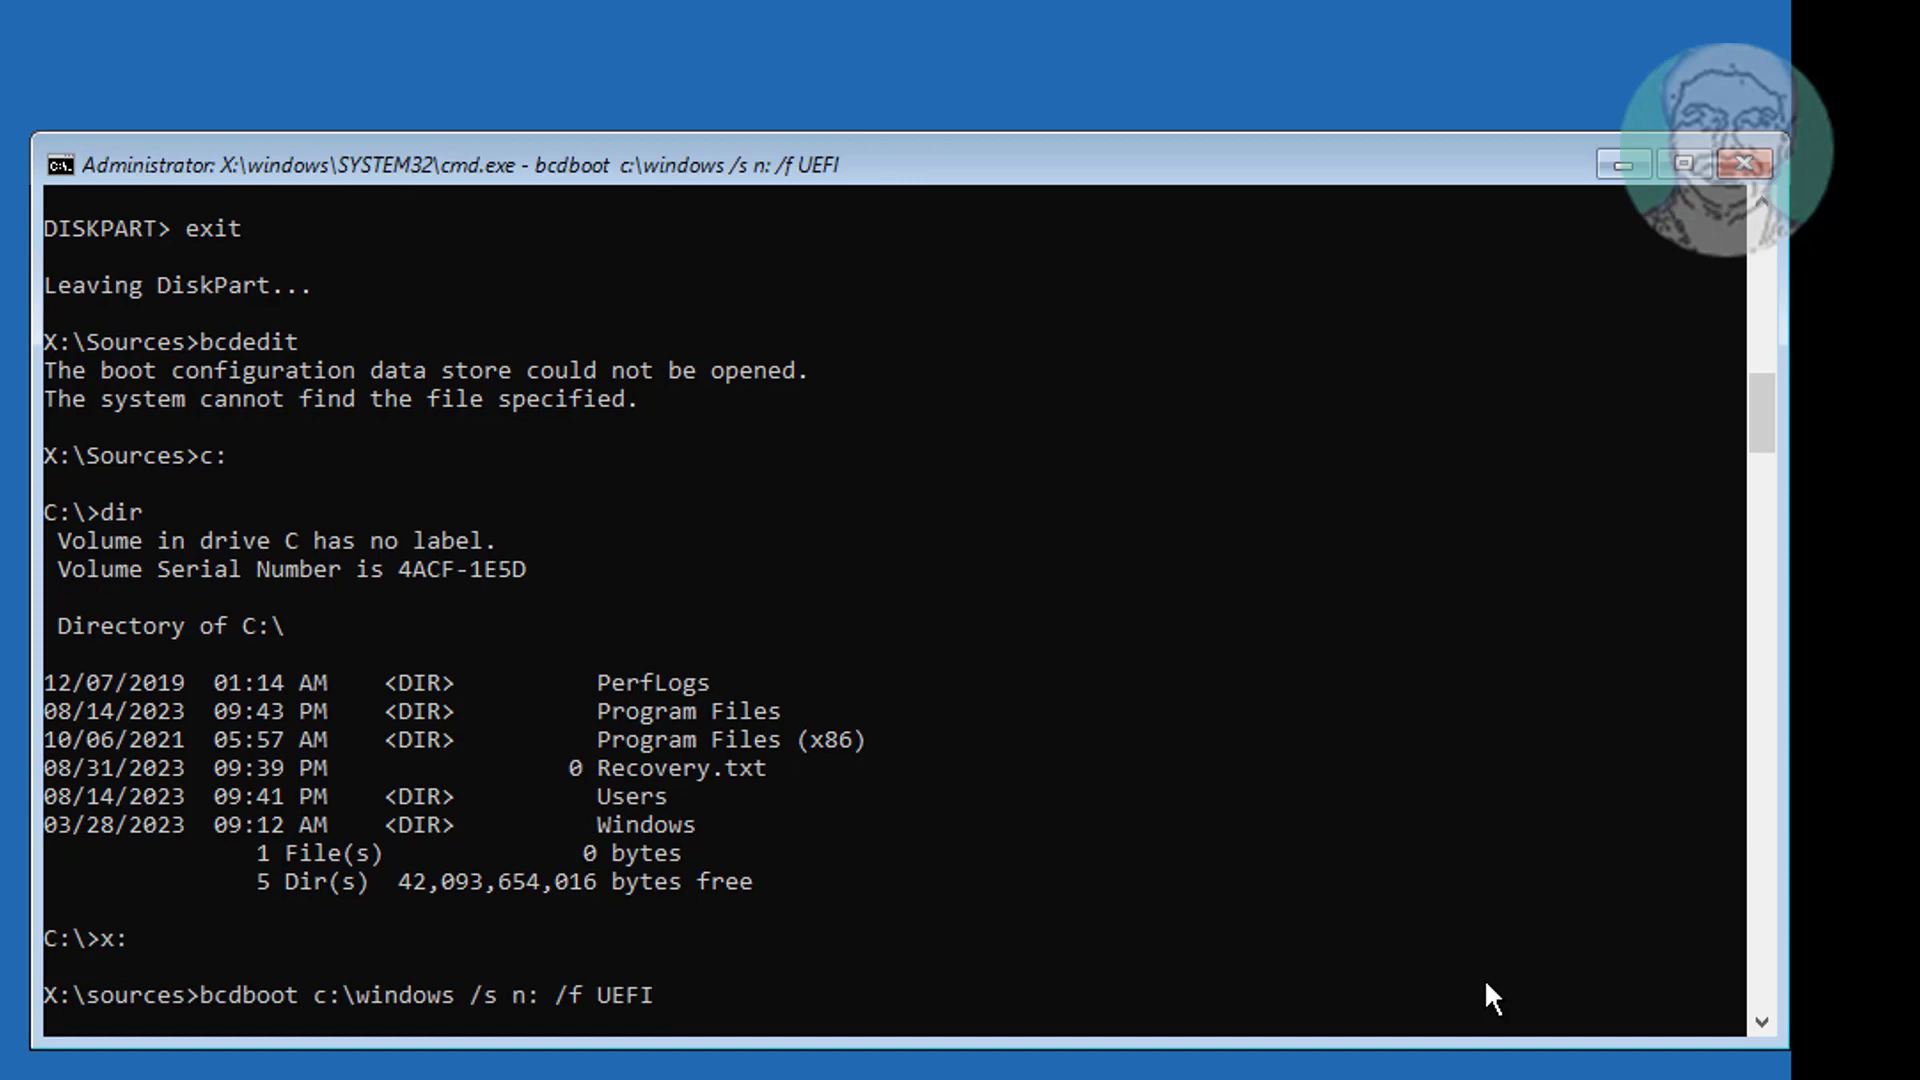 Administrator: X:\windows\SYSTEM32\cmd.exe - bcdboot c:\windows /s n: /f UEFI
DISKPART> exit
Leaving DiskPart...
X:\Sources>bcdedit
The boot configuration data store could not be opened.
The system cannot find the file specified.
X:\Sources>c:
C:\>dir
Volume in drive C has no label.
Volume Serial Number is 4ACF-1E5D
Directory of C:\
12/07/2019 01:14 AM <DIR> PerfLogs
08/14/2023 09:43 PM <DIR> Program Files
10/06/2021 05:57 AM <DIR> Program Files (x86)
08/31/2023 09:39 PM 0 Recovery.txt
08/14/2023 09:41 PM <DIR> Users
03/28/2023 09:12 AM <DIR> Windows
1 File(s) 0 bytes
5 Dir(s) 42,093,654,016 bytes free
C:\>x:
X:\sources>bcdboot c:\windows /s n: /f UEFI